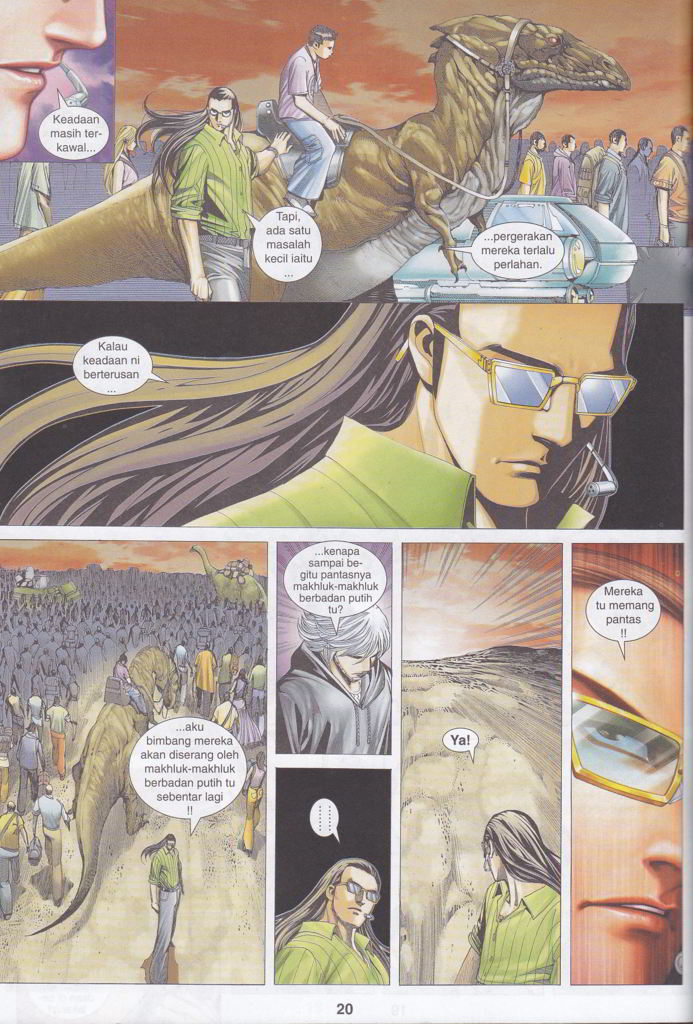 Keadaan
masih ter-
kawal...
Tapi,
ada satu
masalah
kecil iaitu
...
...pergerakan
mereka terlalu
perlahan.
Kalau
keadaan ni
berterusan
...
...aku
bimbang mereka
akan diserang oleh
makhluk-makhluk
berbadan putih tu
sebentar lagi
!!
...kenapa
sampai be-
gitu pantasnya
makhluk-makhluk
berbadan putih
tu?
Ya!
Mereka
tu memang
pantas
!!
20